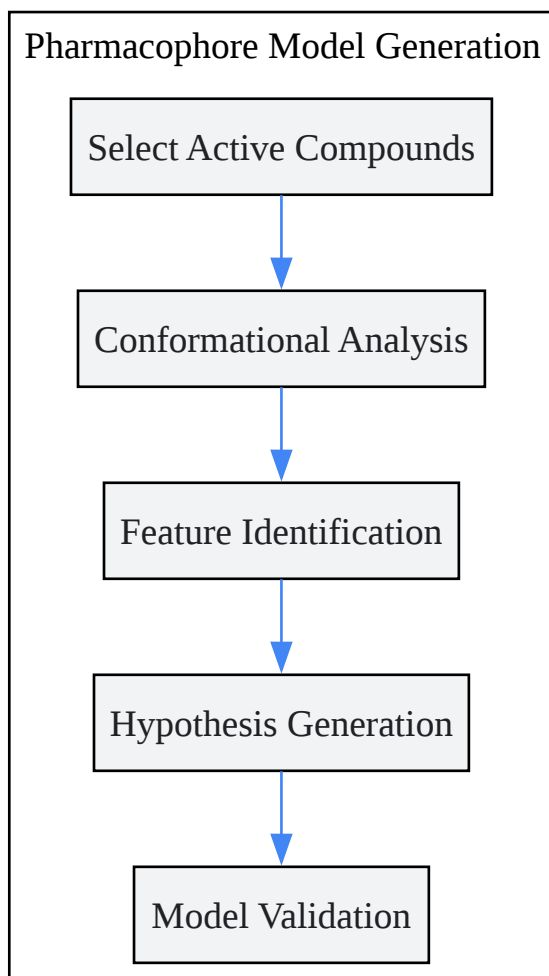 Pharmacophore Model Generation
Select Active Compounds
Conformational Analysis
Feature Identification
Hypothesis Generation
Model Validation